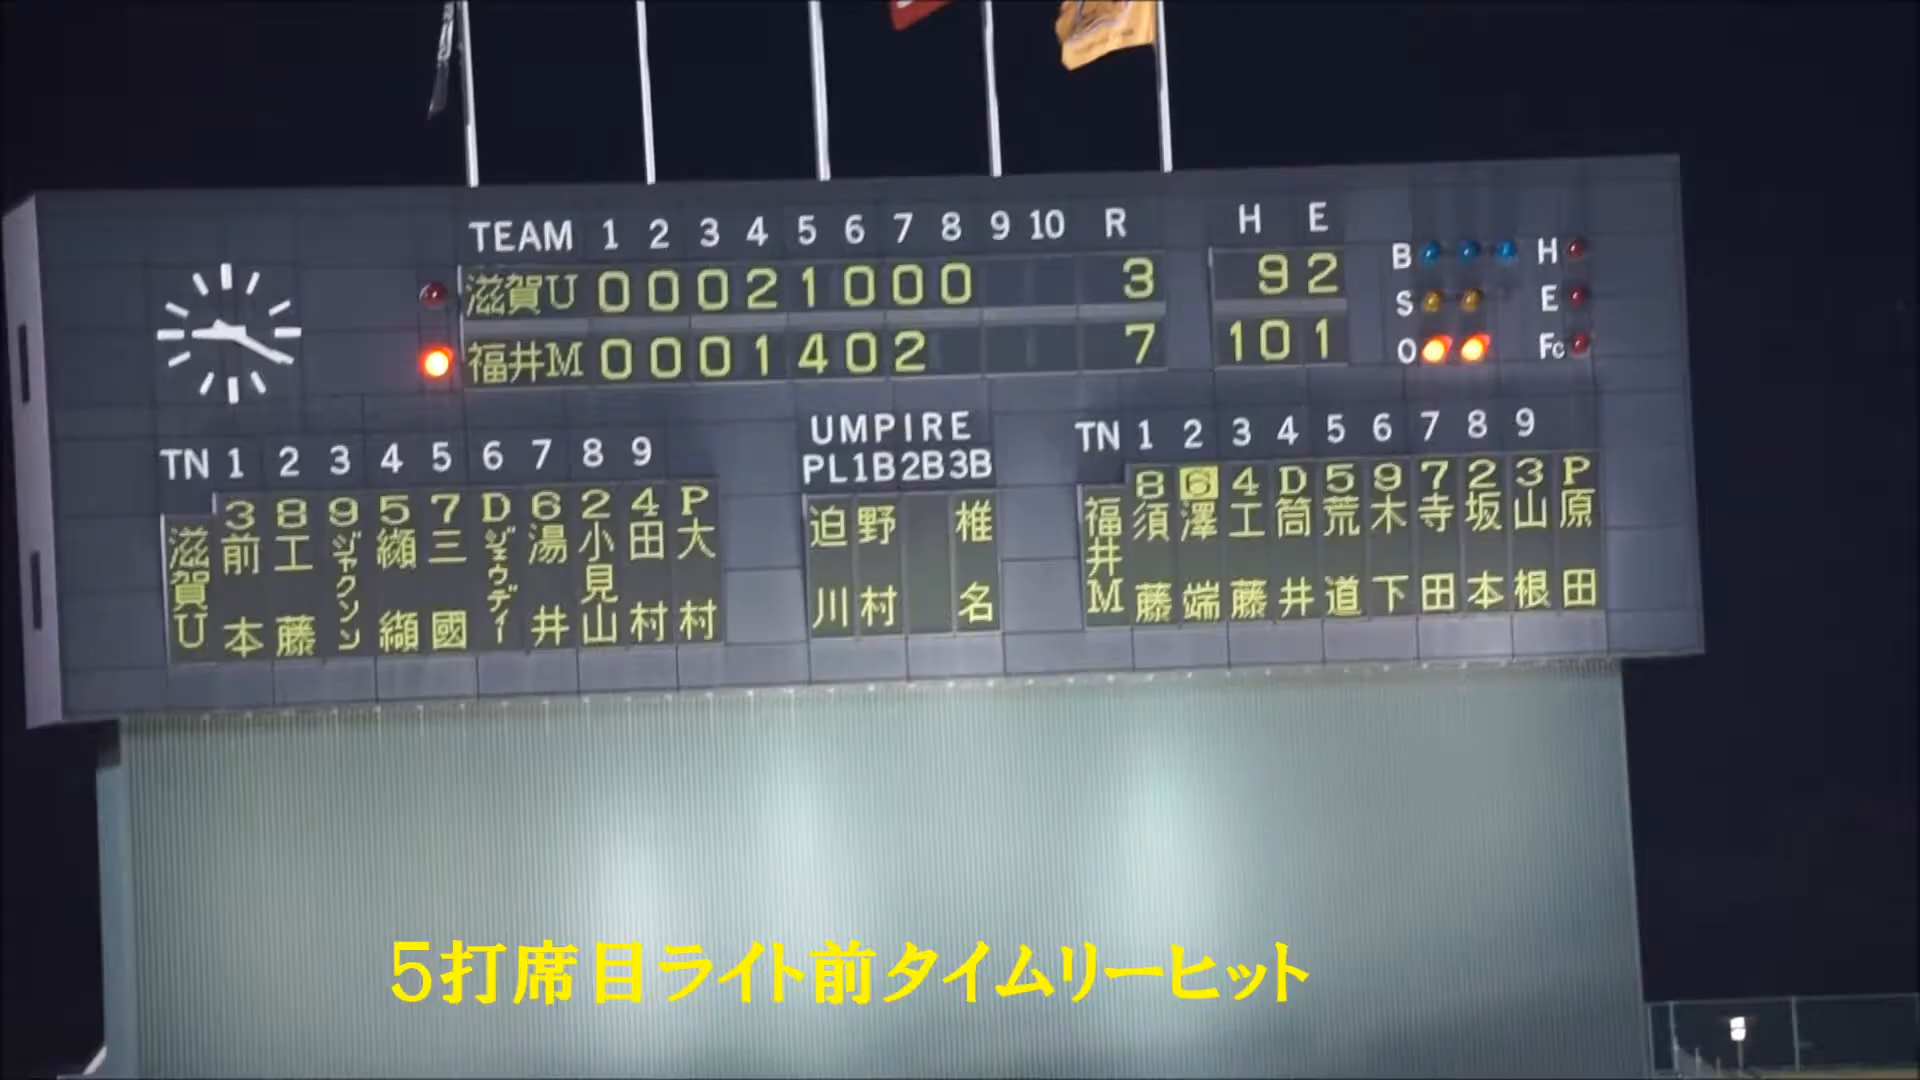 TEAM 1 2 3 4 5 6 7 8 9 10 R H E
滋賀U 0 0 0 2 1 0 0 0 3 9 2
福井M 0 0 0 1 4 0 2 7 10 1
B H
S E
O Fc
TN 1 2 3 4 5 6 7 8 9
3 8 9 5 7 D 6 2 4 P
滋賀U 前本 工藤 ジャクソン 纐纈 三國 ジェウディー 湯井 小見山 田村 大村
UMPIRE
PL 1B 2B 3B
迫川 野村 椎名
TN 1 2 3 4 5 6 7 8 9
8 6 4 D 5 9 7 2 3 P
福井M 須藤 澤端 工藤 筒井 荒道 木下 寺田 坂本 山根 原田
5打席目ライト前タイムリーヒット